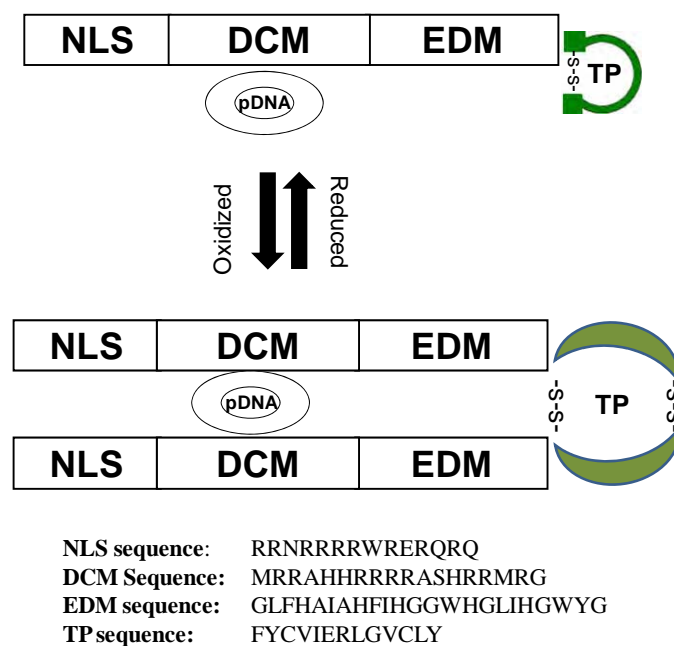 NLS DCM EDM
-S-S- TP
pDNA
Oxidized
Reduced
NLS DCM EDM
pDNA
-S-S- TP -S-S-
NLS DCM EDM
NLS sequence: RRNRRRRWRERQRQ
DCM Sequence: MRRAHHRRRRASHRRMRG
EDM sequence: GLFHAIAHFIHGGWHGLIHGWYG
TP sequence: FYCVIERLGVCLY